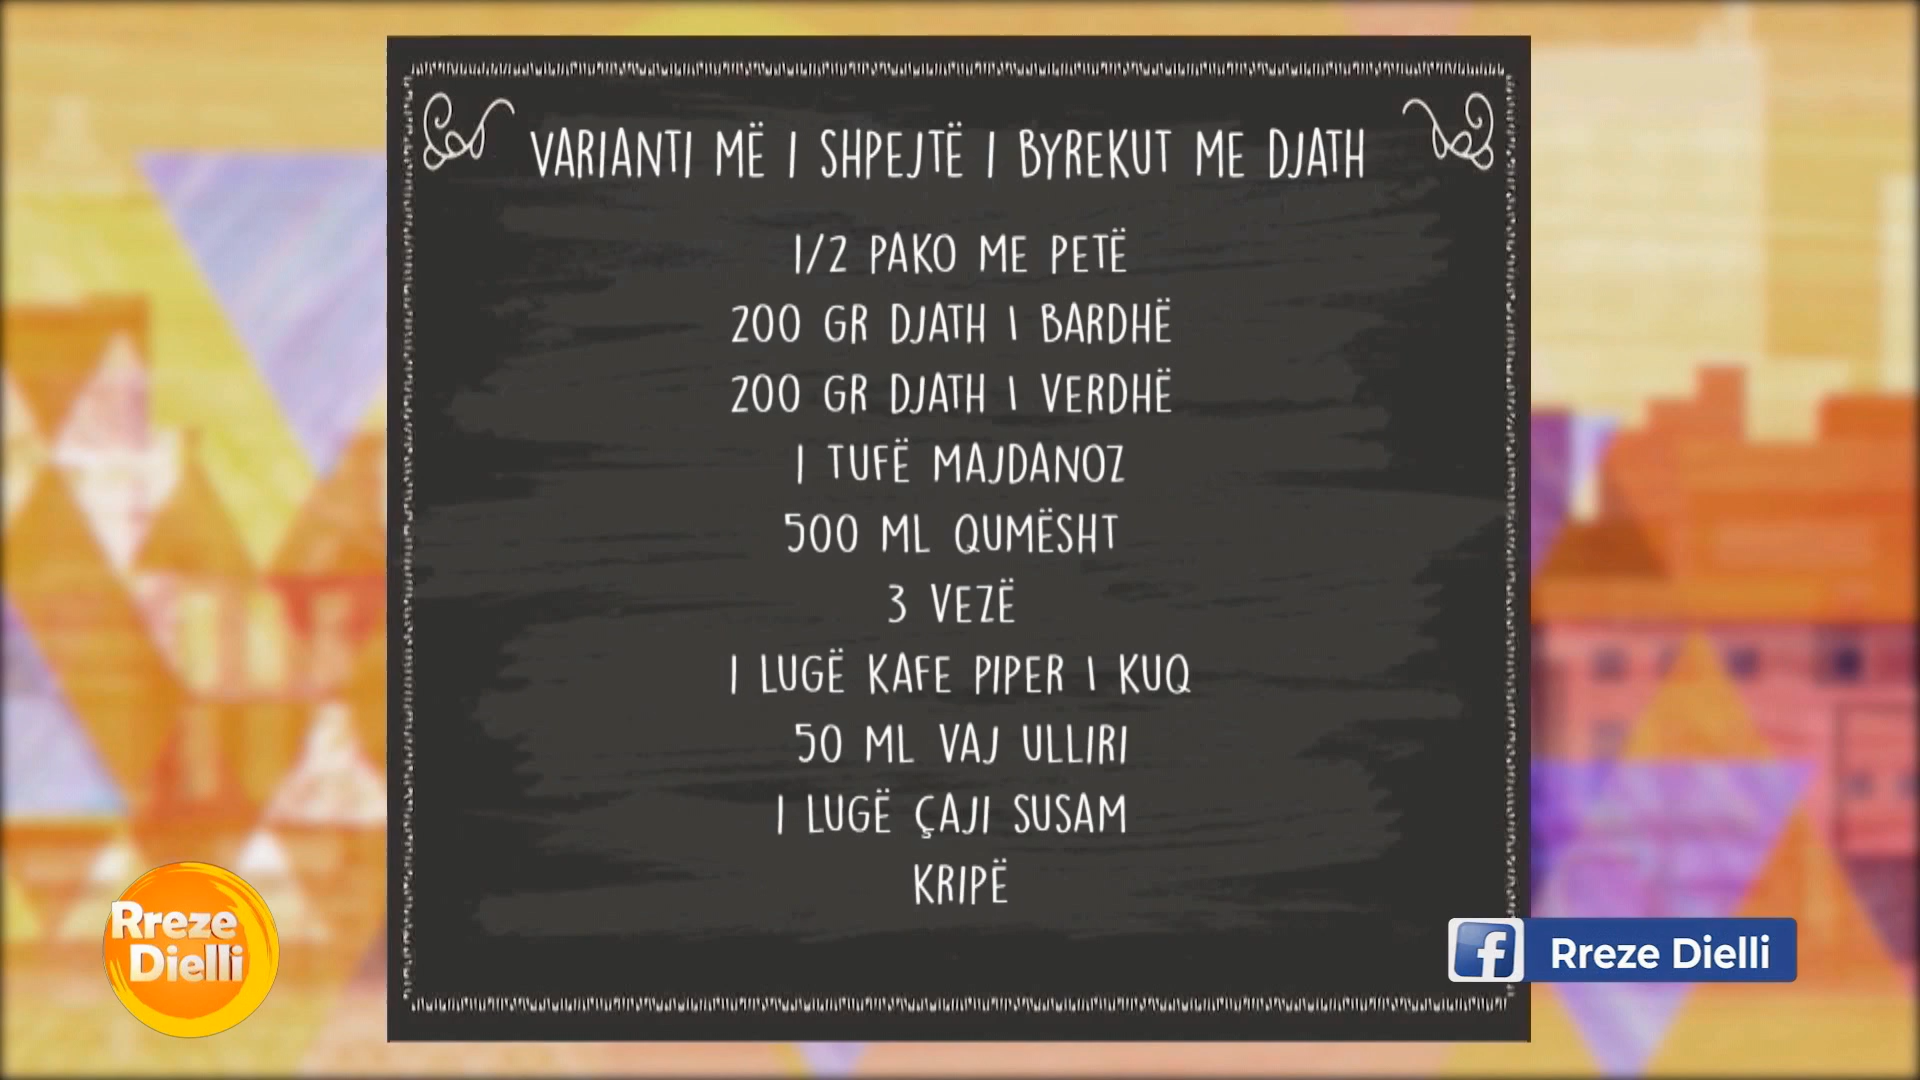 VARIANTI MË I SHPEJTË I BYREKUT ME DJATH
1/2 PAKO ME PETË
200 GR DJATH I BARDHË
200 GR DJATH I VERDHË
1 TUFË MAJDANOZ
500 ML QUMËSHT
3 VEZË
1 LUGË KAFE PIPER I KUQ
50 ML VAJ ULLIRI
1 LUGË ÇAJI SUSAM
KRIPË
Rreze
Dielli
f Rreze Dielli